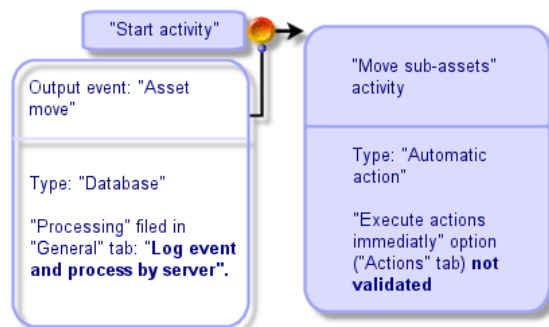 "Start activity"
Output event: "Asset
move"
Type: "Database"
"Processing" filed in
"General" tab: "Log event
and process by server".
"Move sub-assets"
activity
Type: "Automatic
action"
"Execute actions
immediatly" option
("Actions" tab) not
validated